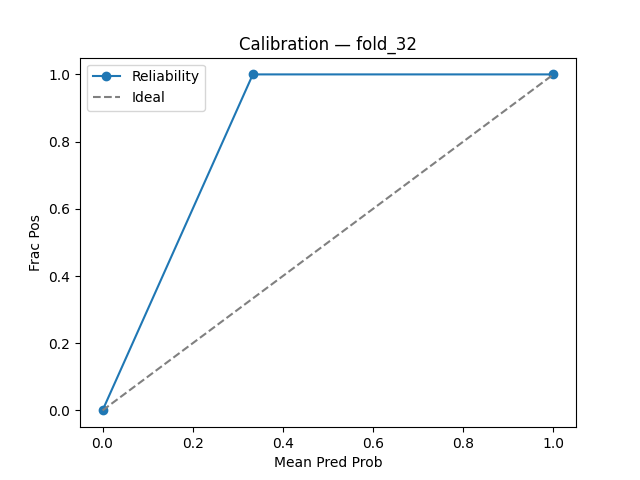 Calibration — fold_32
Reliability
Ideal
1.0
0.8
0.6
0.4
0.2
0.0
Frac Pos
0.0 0.2 0.4 0.6 0.8 1.0
Mean Pred Prob